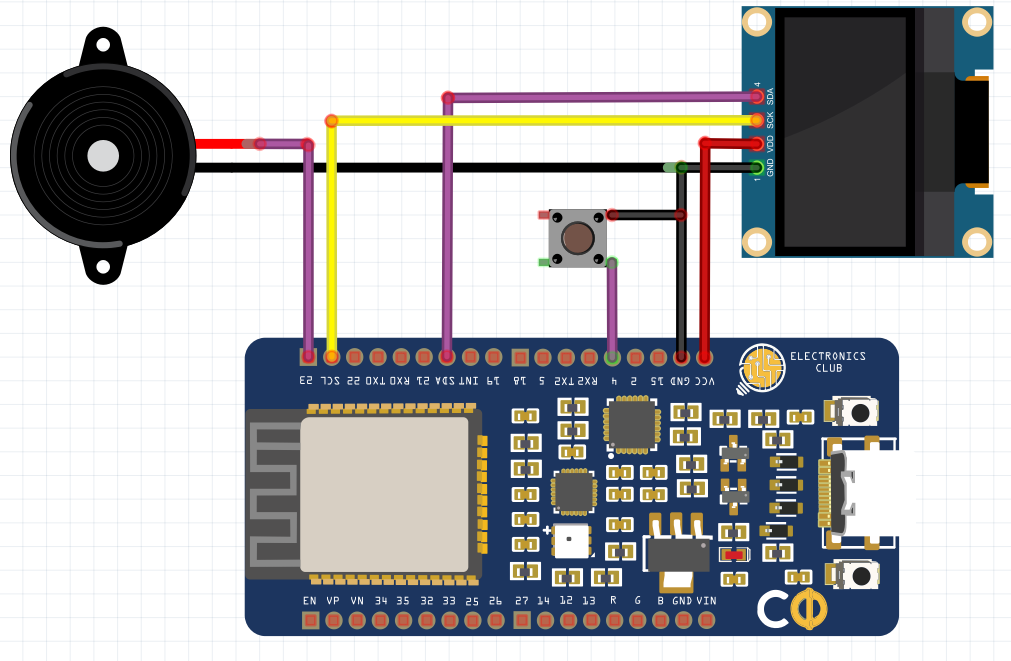 4
SDA
SCK
VDD
GND
1
23 SCL 22 TXD RXD 21 SDA INT 19 18 5 TX2 RX2 4 2 15 GND VCC
ELECTRONICS
CLUB
EN VP VN 34 35 32 33 25 26 27 14 12 13 R G B GND VIN